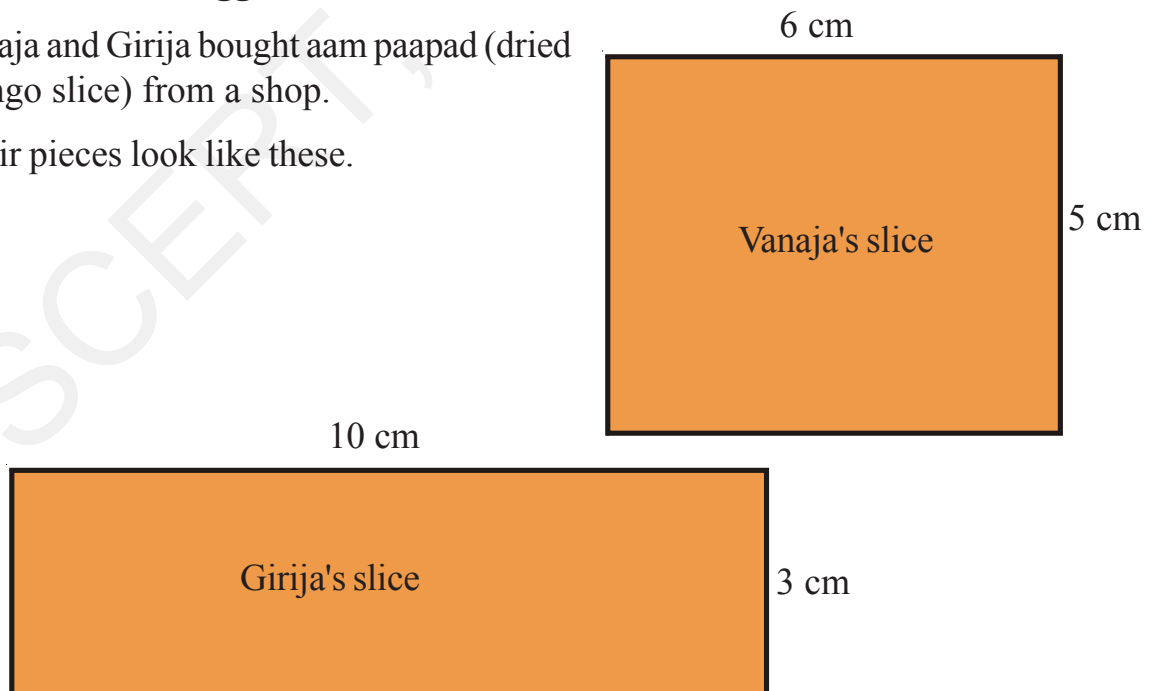 6 cm
aja and Girija bought aam paapad (dried
ngo slice) from a shop.
ir pieces look like these.
5 cm
Vanaja's slice
10 cm
Girija's slice
3 cm
SCERT,